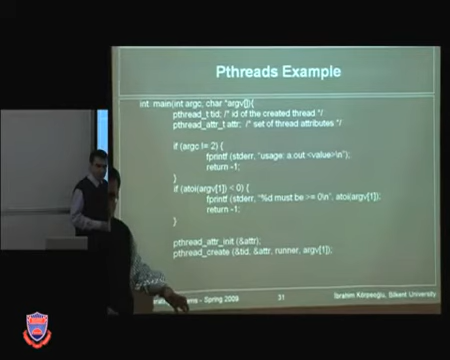 Pthreads Example
int main(int argc, char *argv[]){
pthread_t tid; /* id of the created thread */
pthread_attr_t attr; /* set of thread attributes */
if (argc != 2) {
fprintf (stderr, "usage: a.out <value>\n");
return -1;
}
if (atoi(argv[1]) < 0) {
fprintf (stderr, "%d must be >= 0\n", atoi(argv[1]);
return -1;
}
pthread_attr_init (&attr);
pthread_create (&tid, &attr, runner, argv[1]);
- Spring 2009
31
İbrahim Körpeoğlu, Bilkent University